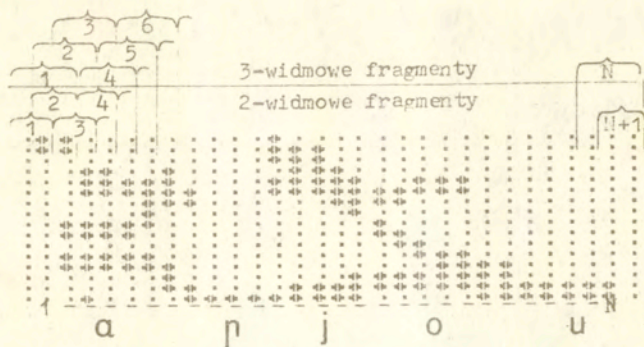 3 6
2 5
1 4 3-widmowe fragmenty N
2 4 2-widmowe fragmenty
1 3 N+1
1 N
a n j o u